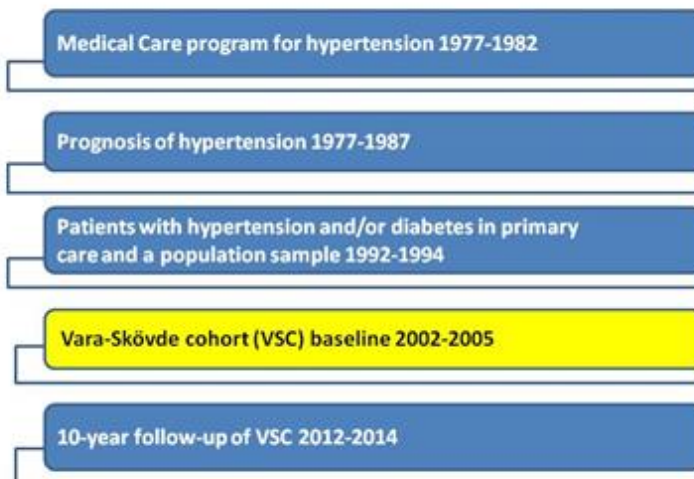 Medical Care program for hypertension 1977-1982
Prognosis of hypertension 1977-1987
Patients with hypertension and/or diabetes in primary
care and a population sample 1992-1994
Vara-Skövde cohort (VSC) baseline 2002-2005
10-year follow-up of VSC 2012-2014